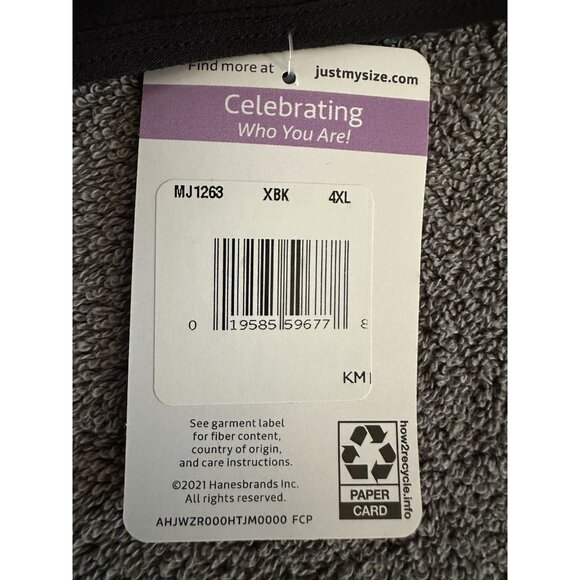 Find more at justmysize.com
Celebrating
Who You Are!
MJ1263 XBK 4XL
0 19585 59677 8
KM
See garment label
for fiber content,
country of origin,
and care instructions.
©2021 Hanesbrands Inc.
All rights reserved.
AHJWZR000HTJM0000 FCP
PAPER
CARD
how2recycle.info